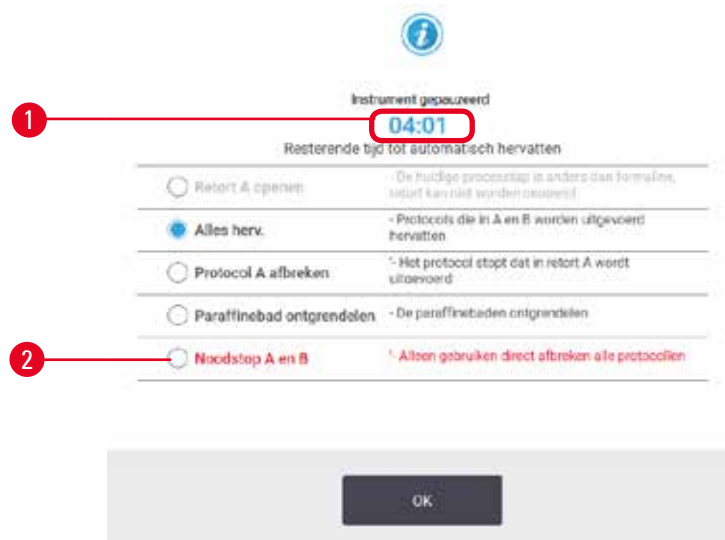 Instrument gepauzeerd
1
04:01
Resterende tijd tot automatisch hervatten
Retort A openen
- De huidige processtap is anders dan formaline,
retort kan niet worden geopend
Alles herv.
- Protocols die in A en B worden uitgevoerd
hervatten
Protocol A afbreken
'- Het protocol stopt dat in retort A wordt
uitgevoerd
Paraffinebad ontgrendelen
- De paraffinebaden ontgrendelen
2
Noodstop A en B
'- Alleen gebruiken direct afbreken alle protocollen
OK